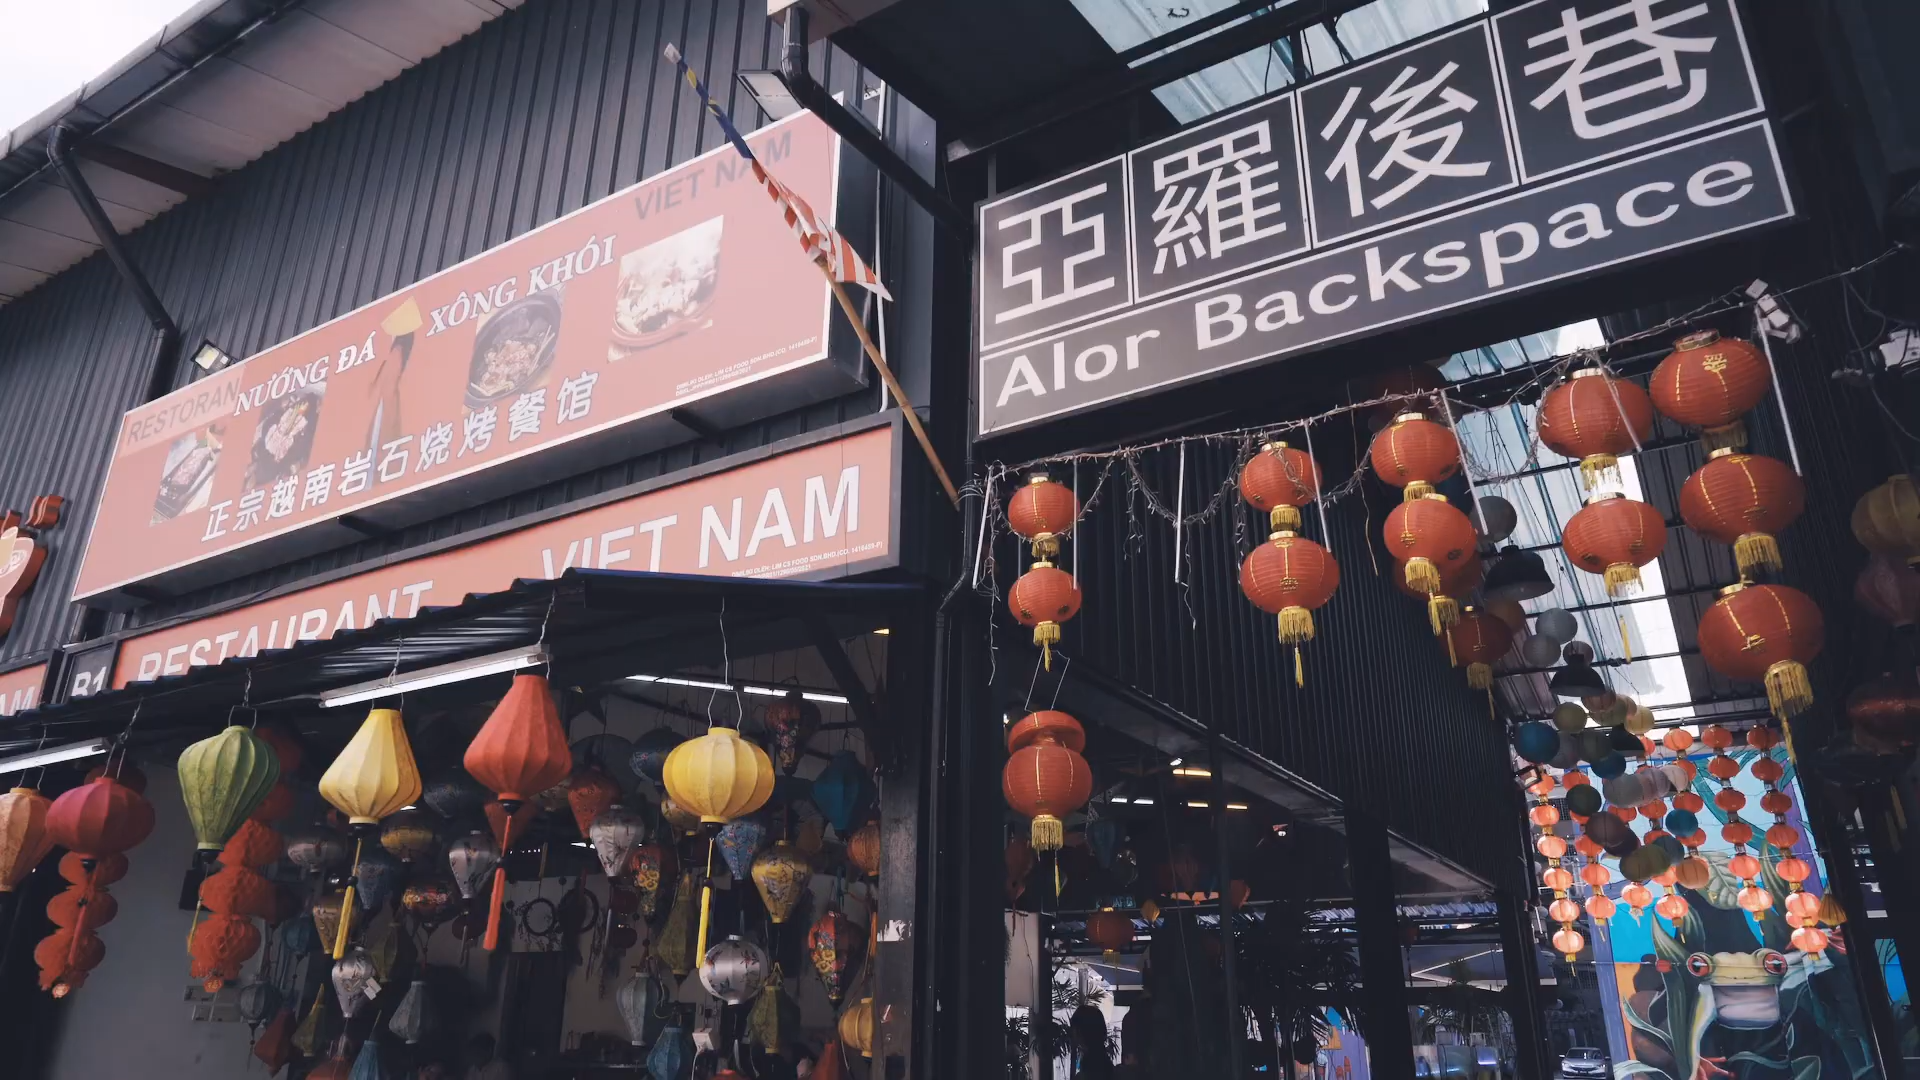 亞羅後巷
Alor Backspace
RESTORAN
VIET NAM
NƯỚNG ĐÁ
XÔNG KHÓI
正宗越南岩石烧烤餐馆
RESTAURANT VIET NAM
B1
AM